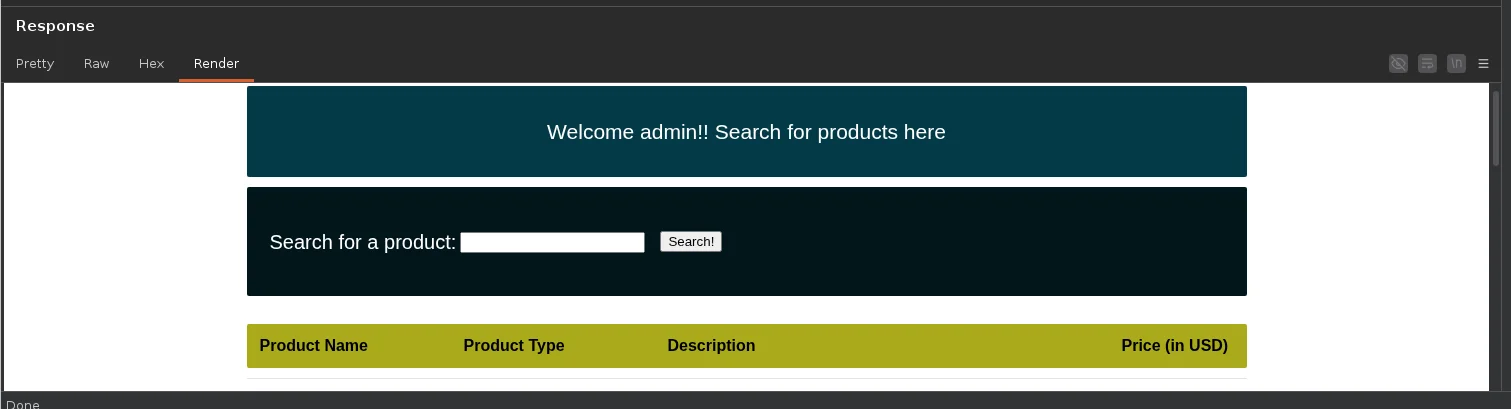 Response
Pretty Raw Hex Render \n
Welcome admin!! Search for products here
Search for a product: Search!
Product Name Product Type Description Price (in USD)
Done